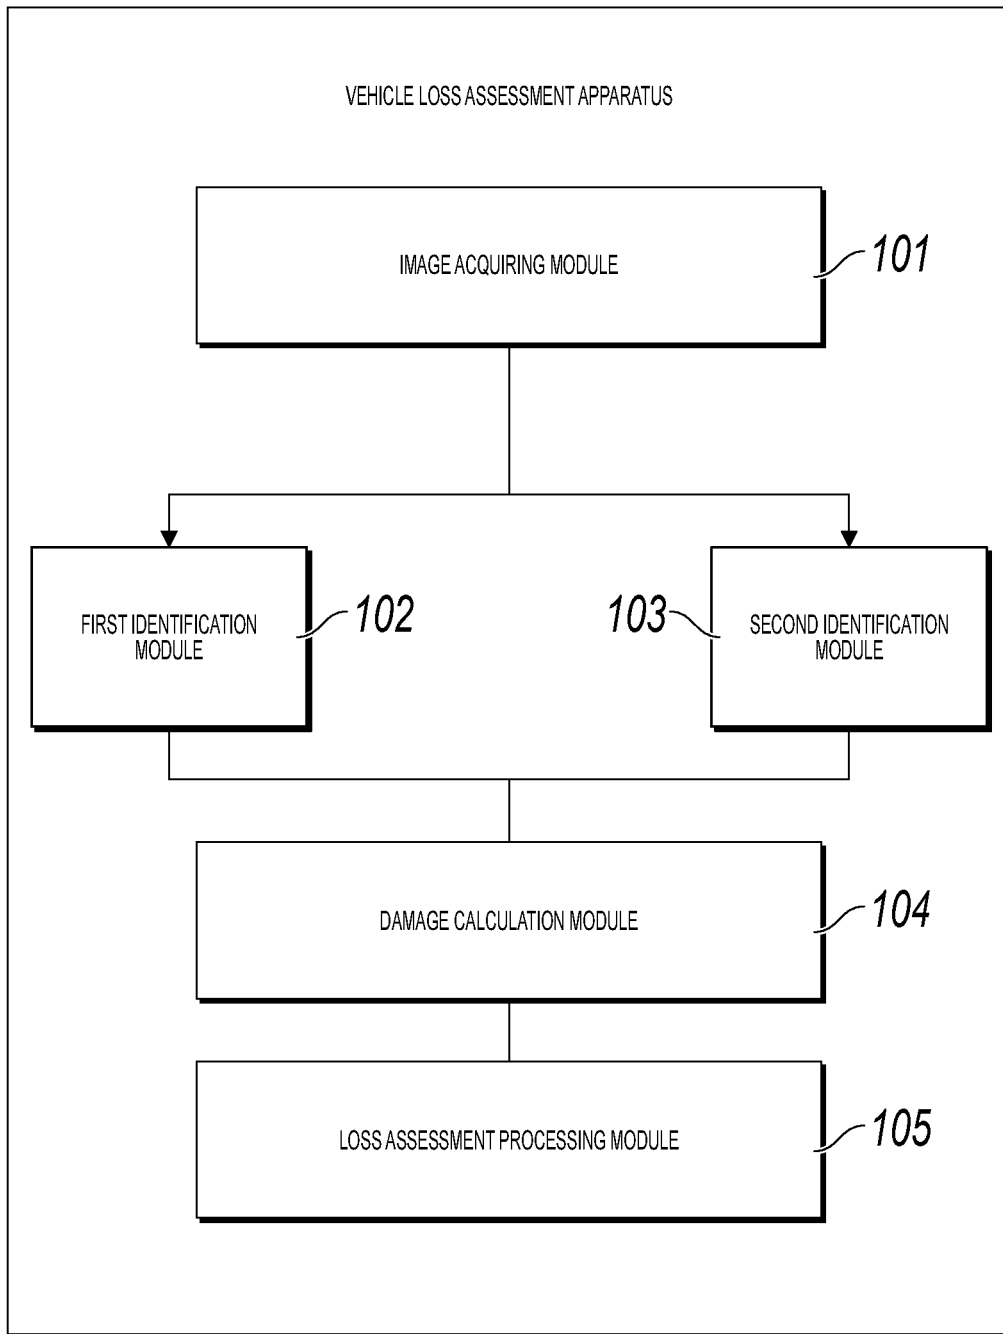 VEHICLE LOSS ASSESSMENT APPARATUS
IMAGE ACQUIRING MODULE
101
FIRST IDENTIFICATION
MODULE
102
103
SECOND IDENTIFICATION
MODULE
DAMAGE CALCULATION MODULE
104
LOSS ASSESSMENT PROCESSING MODULE
105